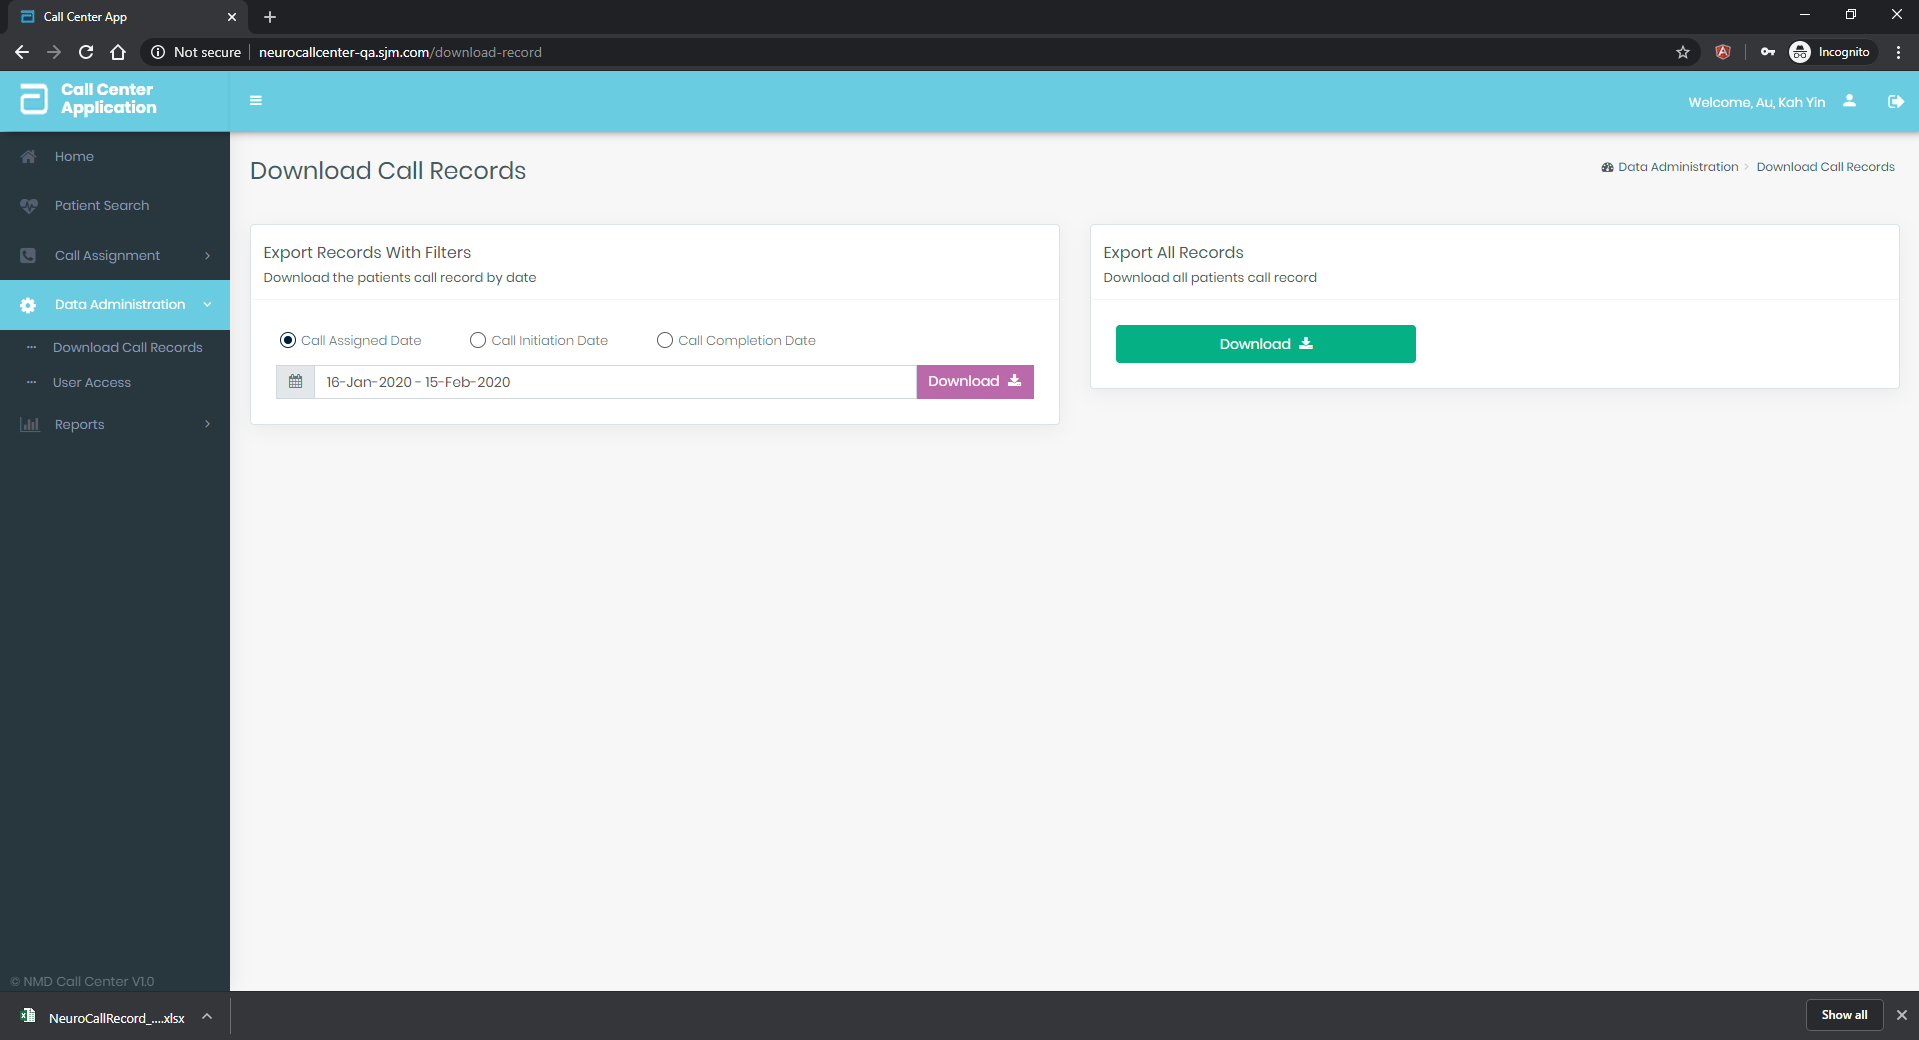 Call Center App
Not secure
neurocallcenter-qa.sjm.com/download-record
Incognito
Call Center
Application
Welcome, Au, Kah Yin
Home
Patient Search
Call Assignment
Data Administration
Download Call Records
User Access
Reports
© NMD Call Center V1.0
Download Call Records
Data Administration > Download Call Records
Export Records With Filters
Download the patients call record by date
Call Assigned Date
Call Initiation Date
Call Completion Date
16-Jan-2020 - 15-Feb-2020
Download
Export All Records
Download all patients call record
Download
NeuroCallRecord_....xlsx
Show all